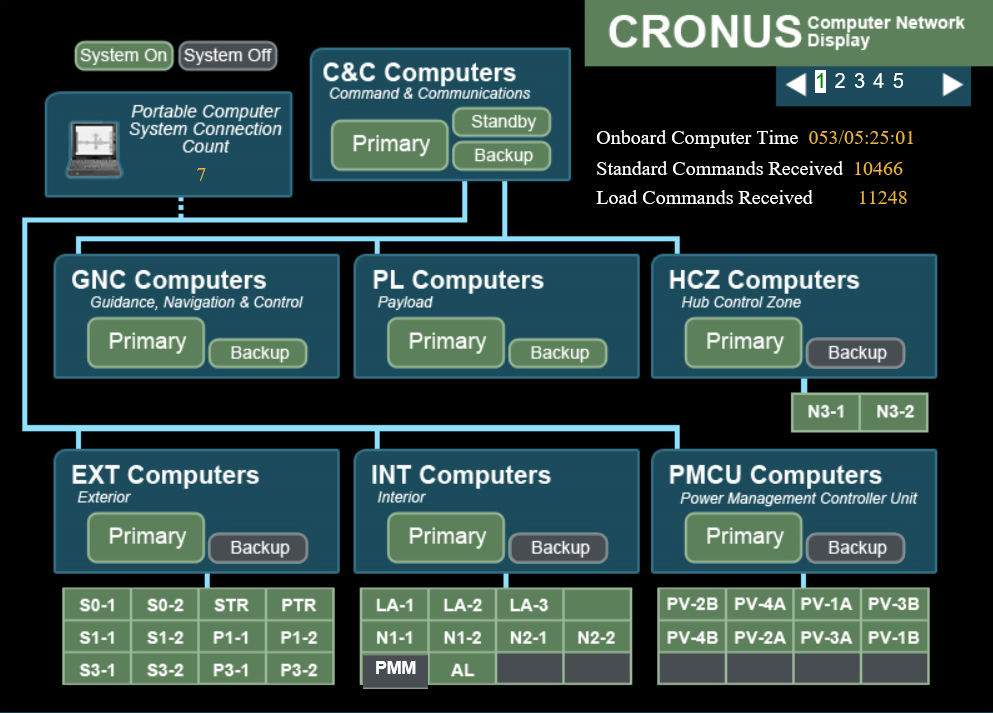 CRONUS Computer Network
Display
System On System Off
1 2 3 4 5
C&C Computers
Command & Communications
Primary
Standby
Backup
Portable Computer
System Connection
Count
7
Onboard Computer Time 053/05:25:01
Standard Commands Received 10466
Load Commands Received 11248
GNC Computers
Guidance, Navigation & Control
Primary
Backup
PL Computers
Payload
Primary
Backup
HCZ Computers
Hub Control Zone
Primary
Backup
N3-1 N3-2
EXT Computers
Exterior
Primary
Backup
S0-1 S0-2 STR PTR
S1-1 S1-2 P1-1 P1-2
S3-1 S3-2 P3-1 P3-2
INT Computers
Interior
Primary
Backup
LA-1 LA-2 LA-3
N1-1 N1-2 N2-1 N2-2
PMM AL
PMCU Computers
Power Management Controller Unit
Primary
Backup
PV-2B PV-4A PV-1A PV-3B
PV-4B PV-2A PV-3A PV-1B